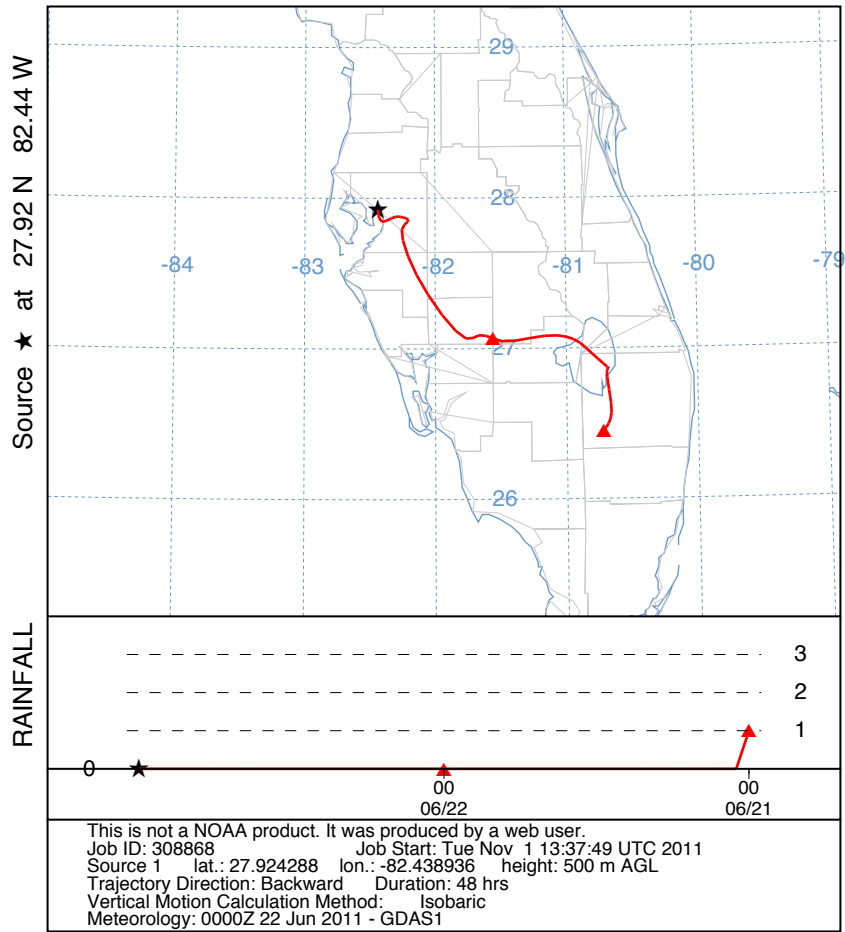 Source ★ at 27.92 N 82.44 W
29
28
-84
-83
-82
-81
-80
-79
27
26
RAINFALL
3
2
1
0
00
00
06/22
06/21
This is not a NOAA product. It was produced by a web user.
Job ID: 308868 Job Start: Tue Nov 1 13:37:49 UTC 2011
Source 1 lat.: 27.924288 lon.: -82.438936 height: 500 m AGL
Trajectory Direction: Backward Duration: 48 hrs
Vertical Motion Calculation Method: Isobaric
Meteorology: 0000Z 22 Jun 2011 - GDAS1